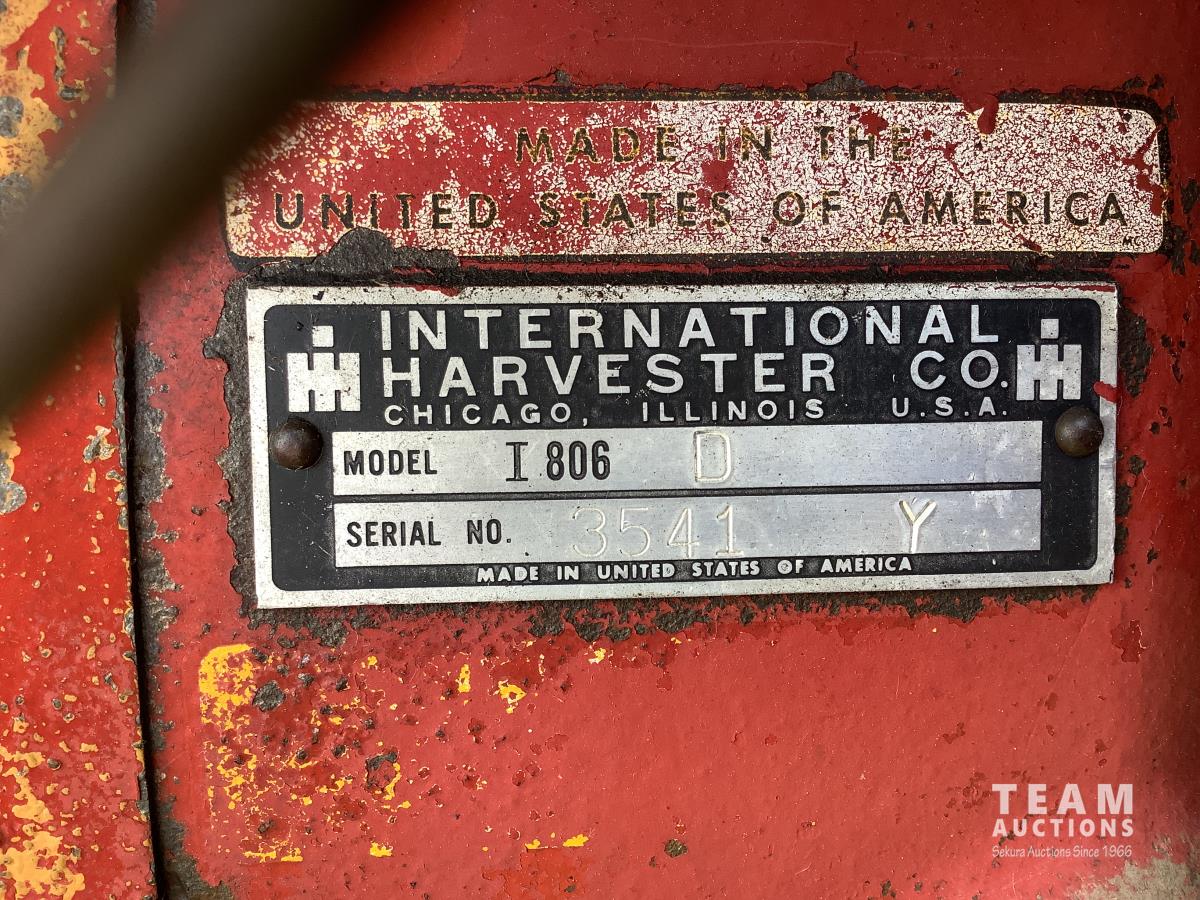 MADE IN THE
UNITED STATES OF AMERICA
INTERNATIONAL
HARVESTER CO.
CHICAGO, ILLINOIS U.S.A.
MODEL I 806 D
SERIAL NO. 3541 Y
MADE IN UNITED STATES OF AMERICA
TEAM
AUCTIONS
Sekura Auctions Since 1966